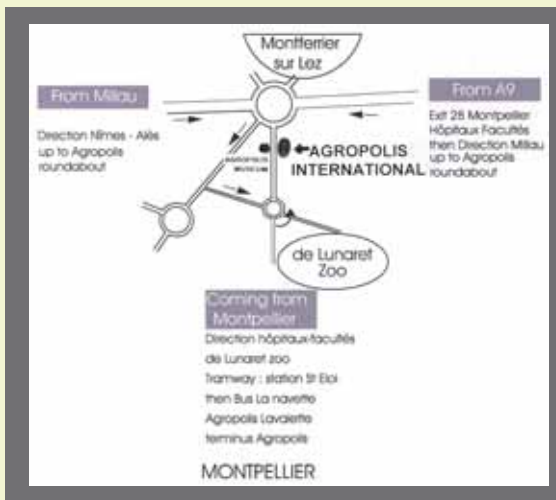 Montferrier
sur Lez
From Millau
From A9
Direction Nîmes - Alès
up to Agropolis
roundabout
Exit 28 Montpellier
Hôpitaux Facultés
then Direction Millau
up to Agropolis
roundabout
AGROPOLIS
MUSEUM
AGROPOLIS
INTERNATIONAL
de Lunaret
Zoo
Coming from
Montpellier
Direction hôpitaux-facultés
de Lunaret zoo
Tramway : station St Eloi
then Bus La navette
Agropolis Lavalette
terminus Agropolis
MONTPELLIER